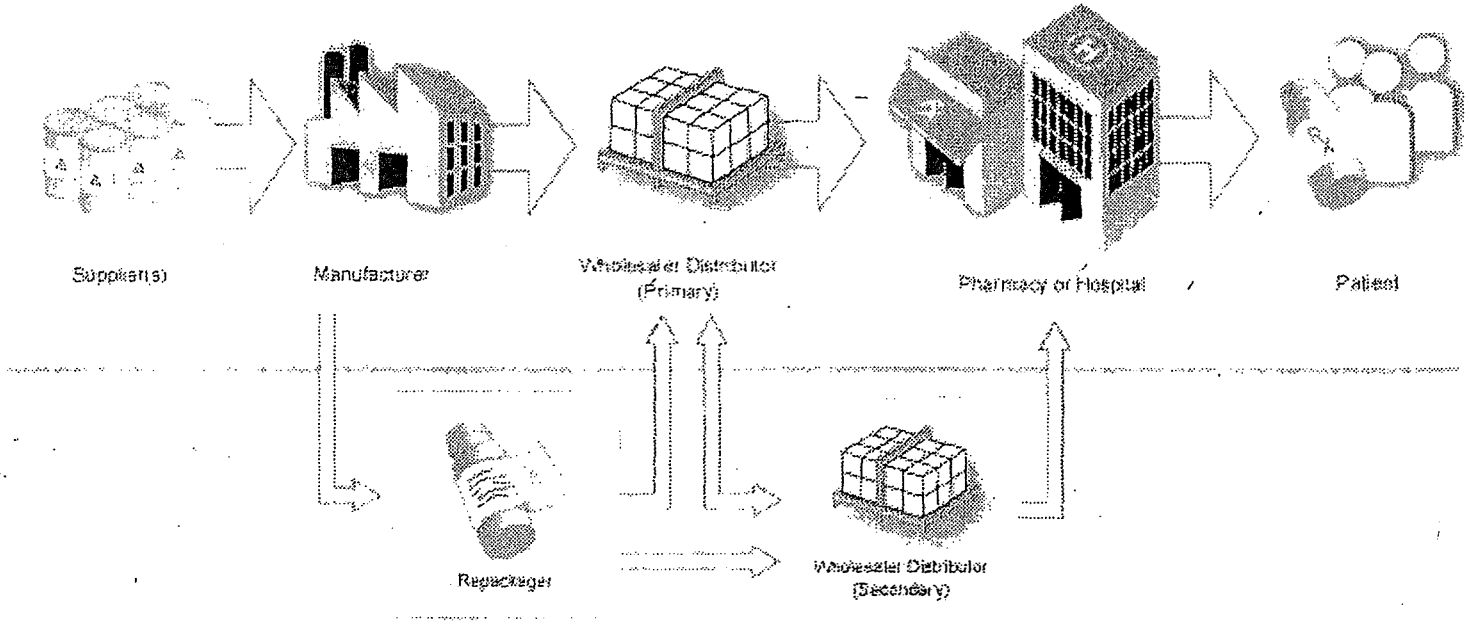 Supplier(s)
Manufacturer
Wholesaler Distributor
(Primary)
Pharmacy or Hospital
Patient
H
Repackager
Wholesaler Distributor
(Secondary)